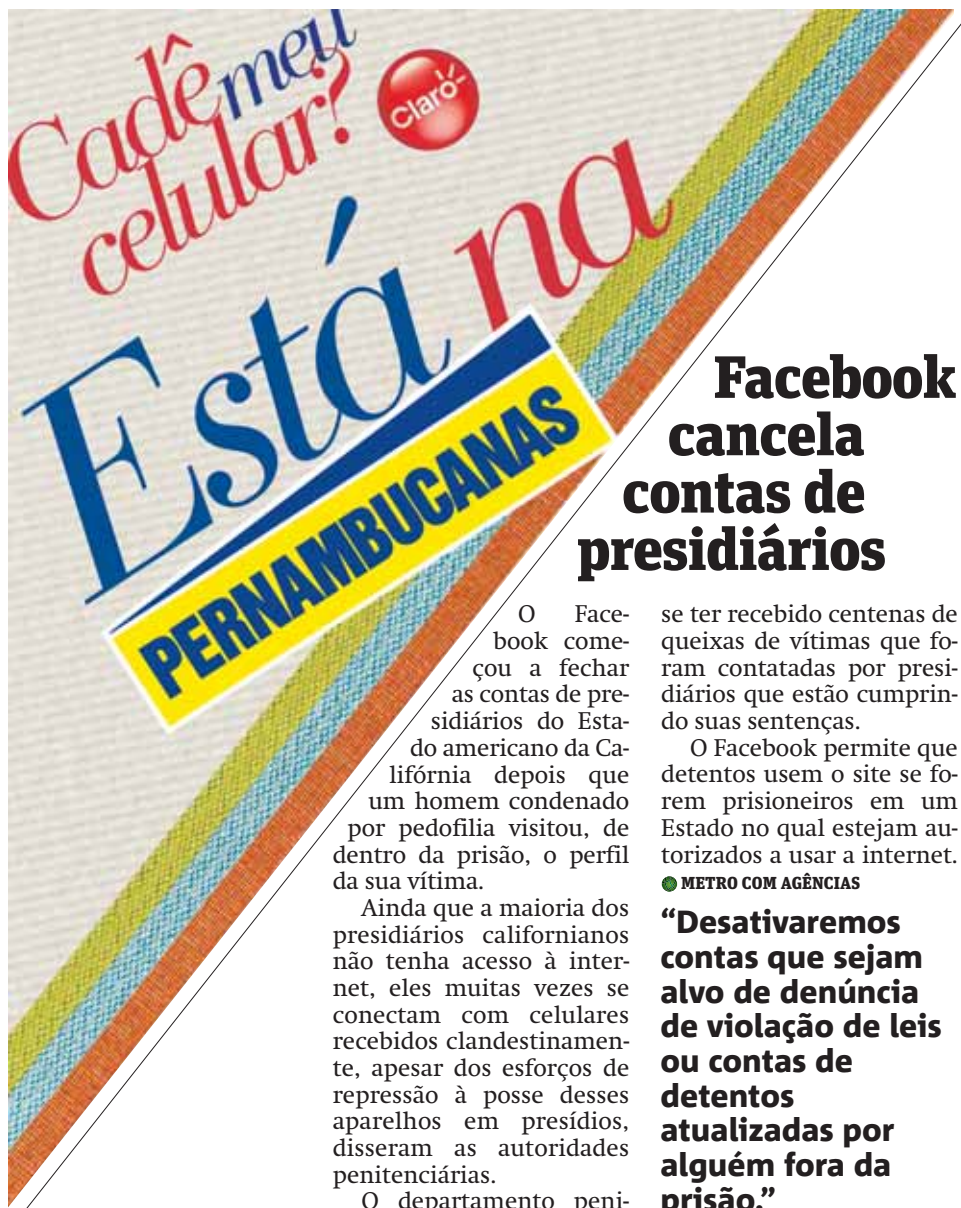 Cadê meu
celular?
Claro
Está na
PERNAMBUCANAS
Facebook
cancela
contas de
presidiários
O Face-
book come-
çou a fechar
as contas de pre-
sidiários do Esta-
do americano da Ca-
lifórnia depois que
um homem condenado
por pedofilia visitou, de
dentro da prisão, o perfil
da sua vítima.
Ainda que a maioria dos
presidiários californianos
não tenha acesso à inter-
net, eles muitas vezes se
conectam com celulares
recebidos clandestinamen-
te, apesar dos esforços de
repressão à posse desses
aparelhos em presídios,
disseram as autoridades
penitenciárias.
O departamento peni-
se ter recebido centenas de
queixas de vítimas que fo-
ram contatadas por presi-
diários que estão cumprin-
do suas sentenças.
O Facebook permite que
detentos usem o site se fo-
rem prisioneiros em um
Estado no qual estejam au-
torizados a usar a internet.
METRO COM AGÊNCIAS
“Desativaremos
contas que sejam
alvo de denúncia
de violação de leis
ou contas de
detentos
atualizadas por
alguém fora da
prisão.”